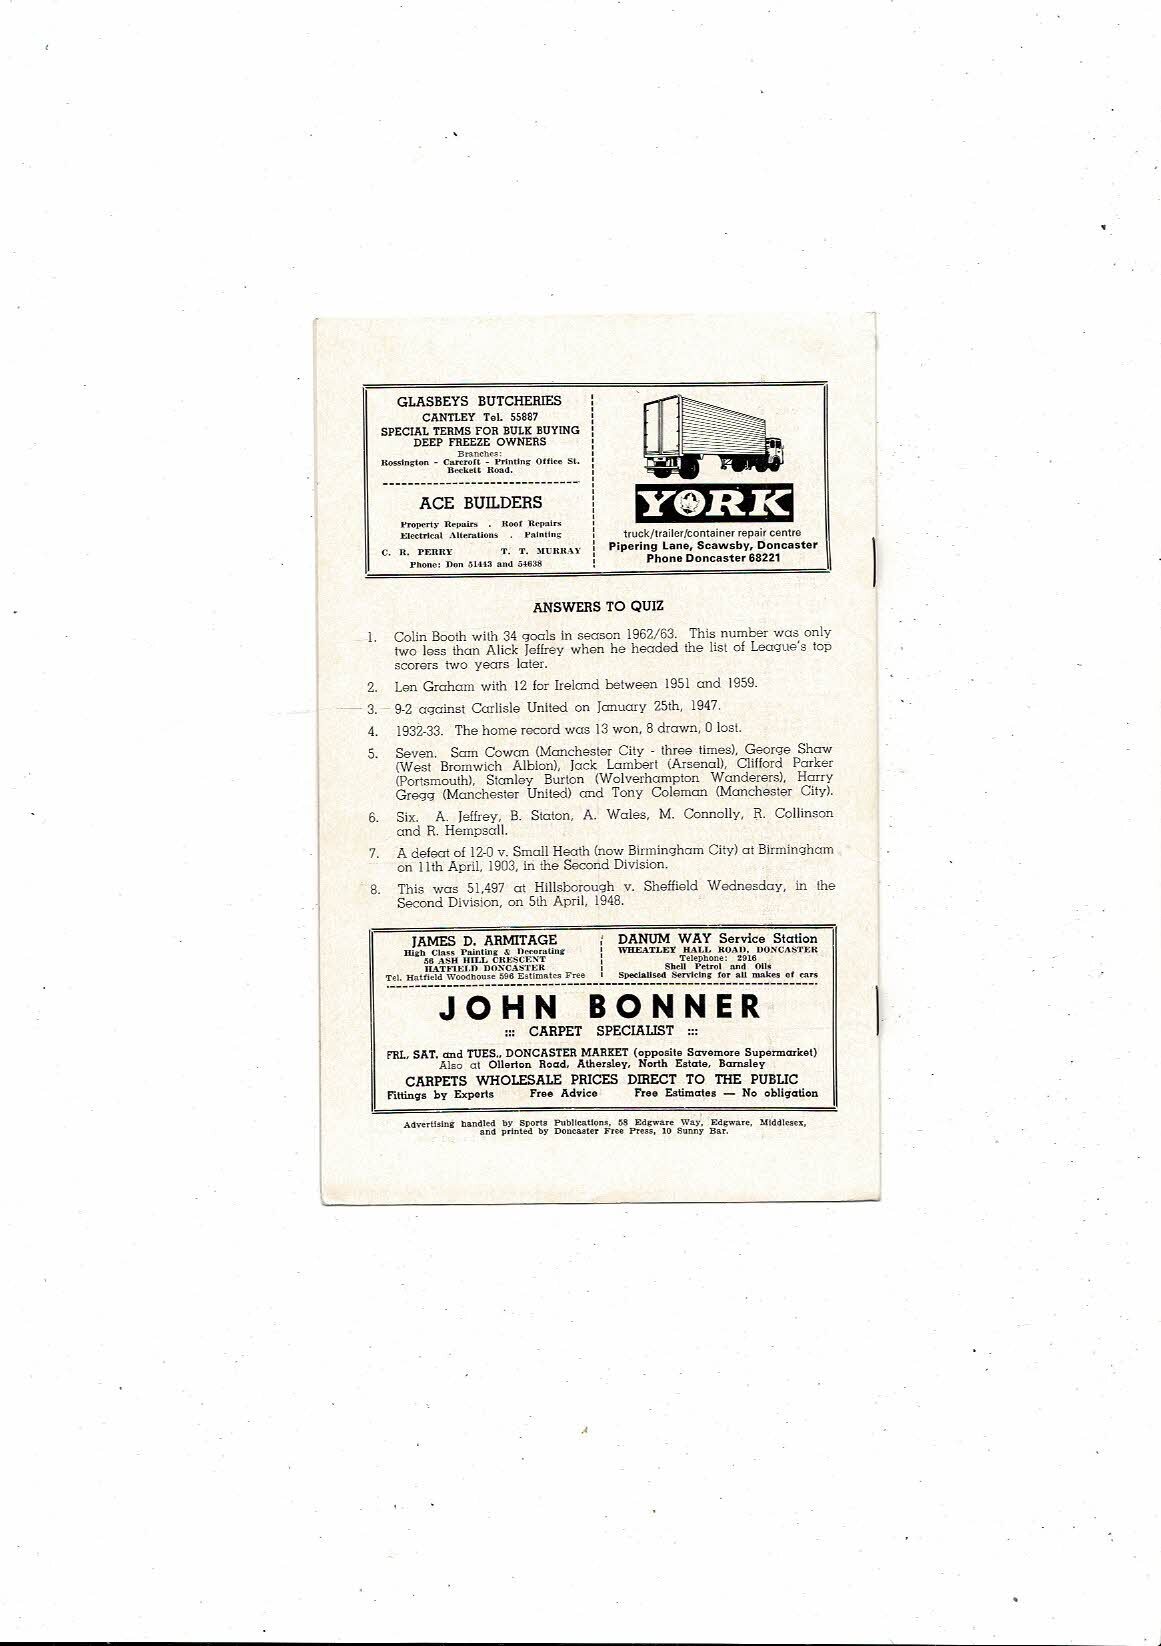 GLASBEYS BUTCHERIES
CANTLEY Tel. 55887
SPECIAL TERMS FOR BULK BUYING
DEEP FREEZE OWNERS
Branches:
Rossington - Carcroft - Printing Office St.
Beckett Road.
ACE BUILDERS
Property Repairs . Roof Repairs
Electrical Alterations . Painting
C. R. PERRY T. T. MURRAY
Phone: Don 51443 and 54638
YORK
truck/trailer/container repair centre
Pipering Lane, Scawsby, Doncaster
Phone Doncaster 68221
ANSWERS TO QUIZ
1. Colin Booth with 34 goals in season 1962/63. This number was only
two less than Alick Jeffrey when he headed the list of League's top
scorers two years later.
2. Len Graham with 12 for Ireland between 1951 and 1959.
3. 9-2 against Carlisle United on January 25th, 1947.
4. 1932-33. The home record was 13 won, 8 drawn, 0 lost.
5. Seven. Sam Cowan (Manchester City - three times), George Shaw
(West Bromwich Albion), Jack Lambert (Arsenal), Clifford Parker
(Portsmouth), Stanley Burton (Wolverhampton Wanderers), Harry
Gregg (Manchester United) and Tony Coleman (Manchester City).
6. Six. A. Jeffrey, B. Staton, A. Wales, M. Connolly, R. Collinson
and R. Hempsall.
7. A defeat of 12-0 v. Small Heath (now Birmingham City) at Birmingham
on 11th April, 1903, in the Second Division.
8. This was 51,497 at Hillsborough v. Sheffield Wednesday, in the
Second Division, on 5th April, 1948.
JAMES D. ARMITAGE
High Class Painting & Decorating
56 ASH HILL CRESCENT
HATFIELD DONCASTER
Tel. Hatfield Woodhouse 596 Estimates Free
DANUM WAY Service Station
WHEATLEY HALL ROAD, DONCASTER
Telephone: 2916
Shell Petrol and Oils
Specialised Servicing for all makes of cars
JOHN BONNER
::: CARPET SPECIALIST :::
FRI., SAT. and TUES., DONCASTER MARKET (opposite Savemore Supermarket)
Also at Ollerton Road, Athersley, North Estate, Barnsley
CARPETS WHOLESALE PRICES DIRECT TO THE PUBLIC
Fittings by Experts Free Advice Free Estimates — No obligation
Advertising handled by Sports Publications, 58 Edgware Way, Edgware, Middlesex,
and printed by Doncaster Free Press, 10 Sunny Bar.